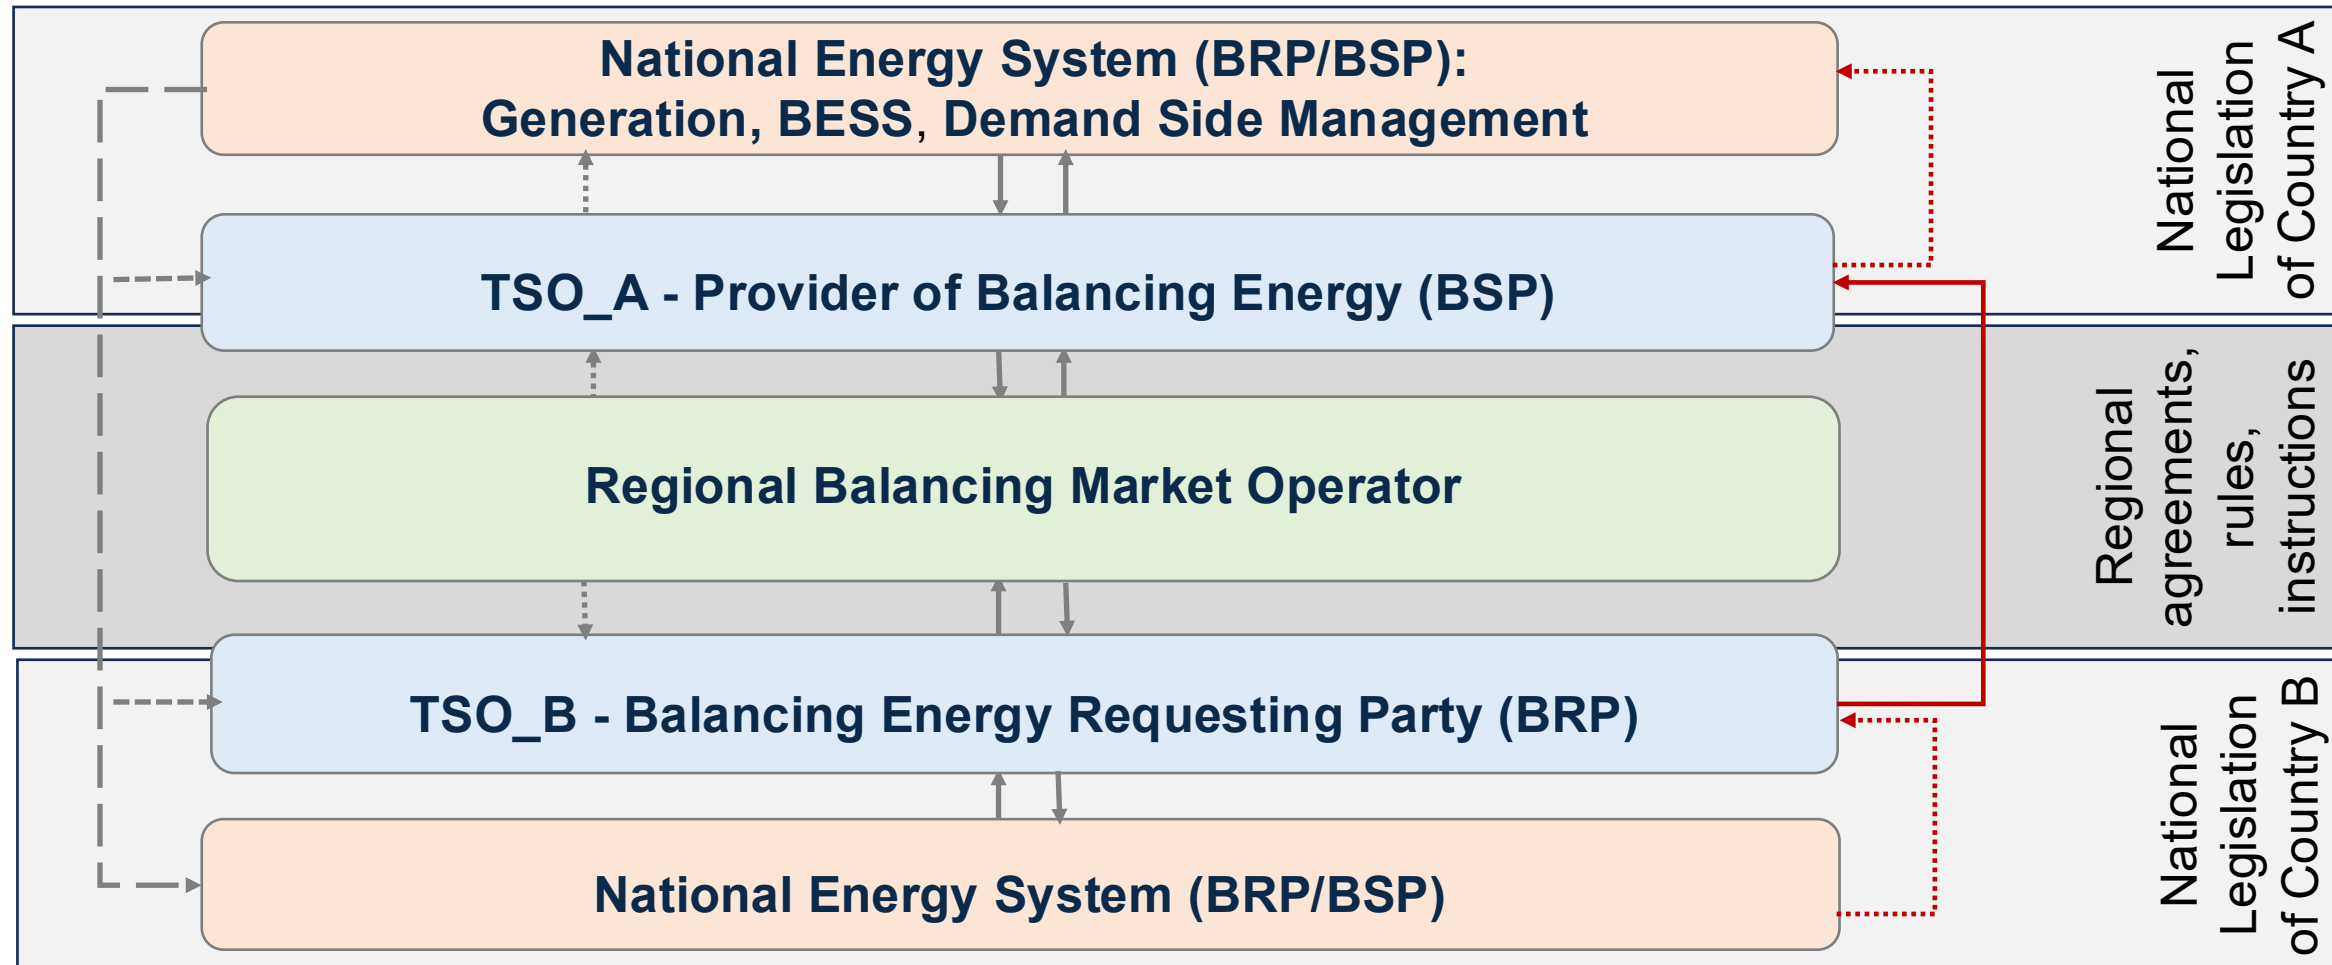 National Energy System (BRP/BSP):
Generation, BESS, Demand Side Management
National
Legislation
of Country A
TSO_A - Provider of Balancing Energy (BSP)
Regional Balancing Market Operator
Regional
agreements,
rules,
instructions
TSO_B - Balancing Energy Requesting Party (BRP)
National Energy System (BRP/BSP)
National
Legislation
of Country B